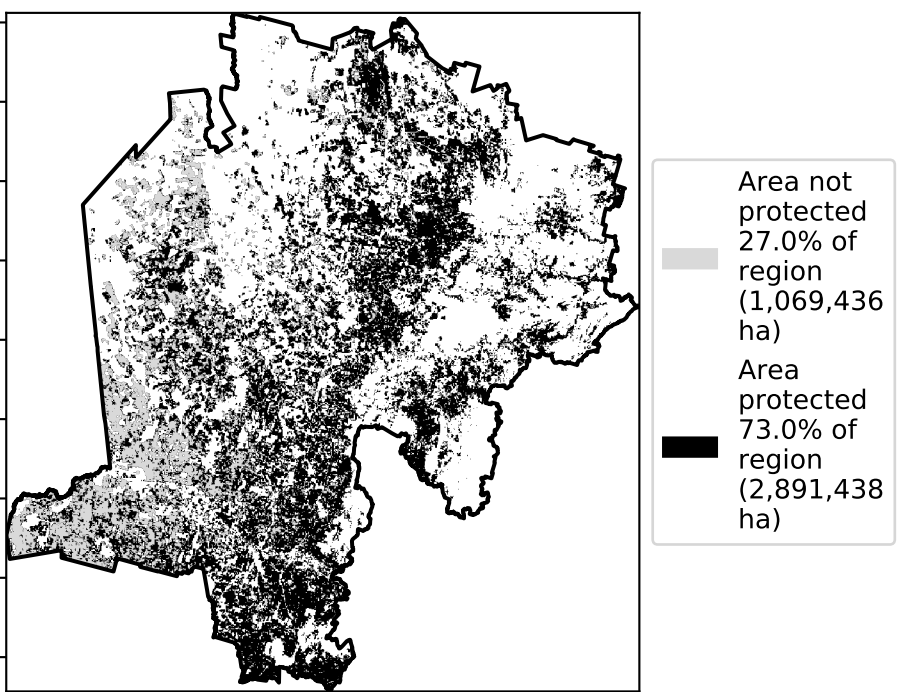 Area not
protected
27.0% of
region
(1,069,436
ha)
Area
protected
73.0% of
region
(2,891,438
ha)